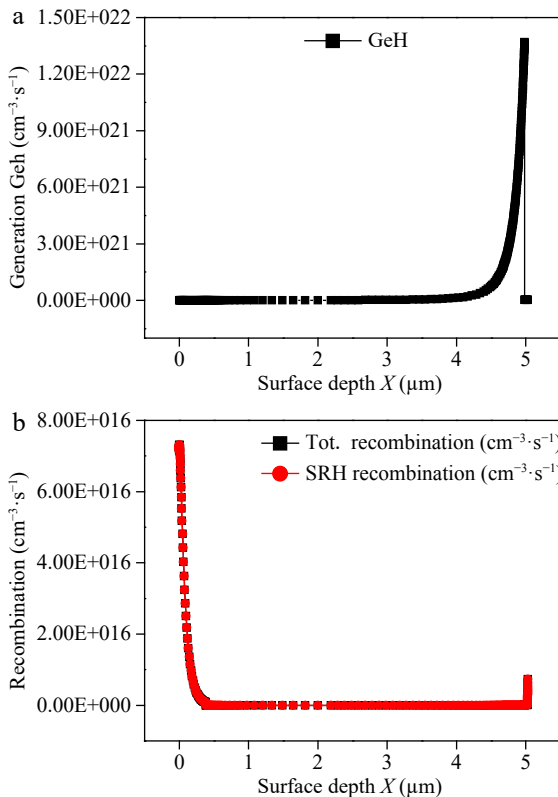 a
1.50E+022
GeH
1.20E+022
9.00E+021
6.00E+021
3.00E+021
0.00E+000
Generation Geh (cm⁻³·s⁻¹)
0 1 2 3 4 5
Surface depth X (µm)
b
8.00E+016
Tot. recombination (cm⁻³·s⁻¹)
SRH recombination (cm⁻³·s⁻¹)
6.00E+016
4.00E+016
2.00E+016
0.00E+000
Recombination (cm⁻³·s⁻¹)
0 1 2 3 4 5
Surface depth X (µm)